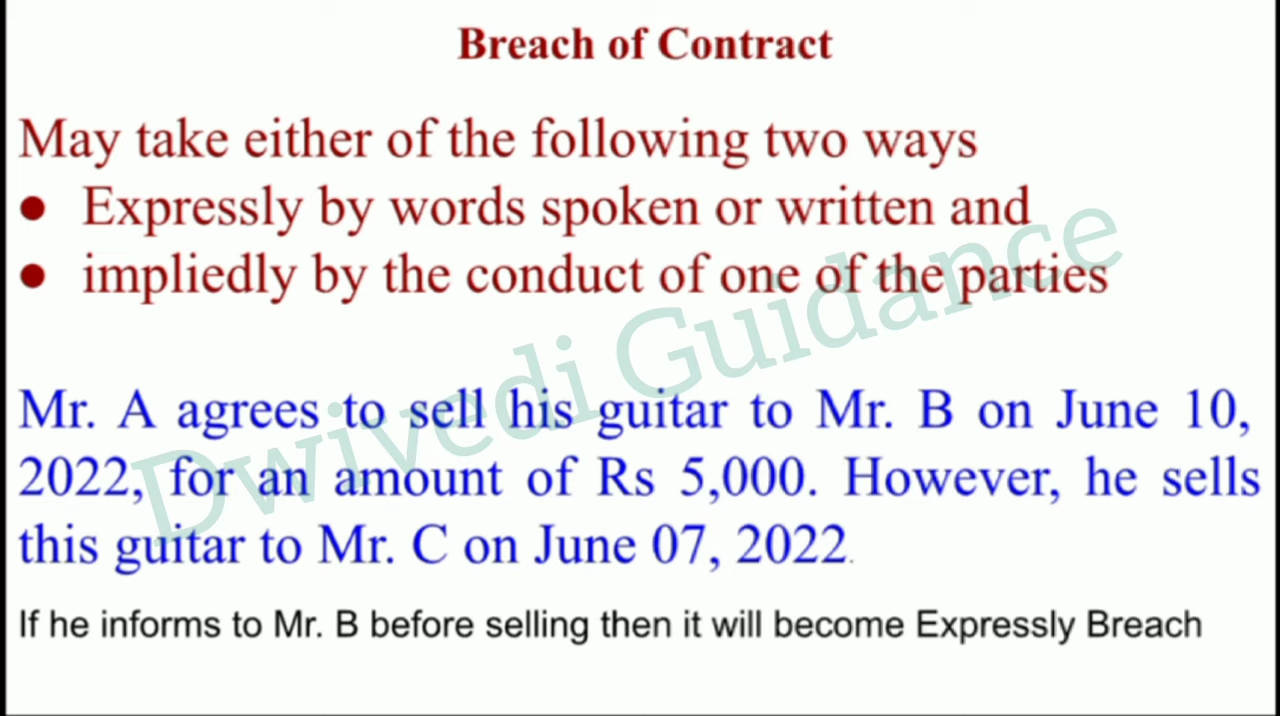 Breach of Contract
May take either of the following two ways
● Expressly by words spoken or written and
● impliedly by the conduct of one of the parties
Mr. A agrees to sell his guitar to Mr. B on June 10,
2022, for an amount of Rs 5,000. However, he sells
this guitar to Mr. C on June 07, 2022.
If he informs to Mr. B before selling then it will become Expressly Breach
Dwivedi Guidance